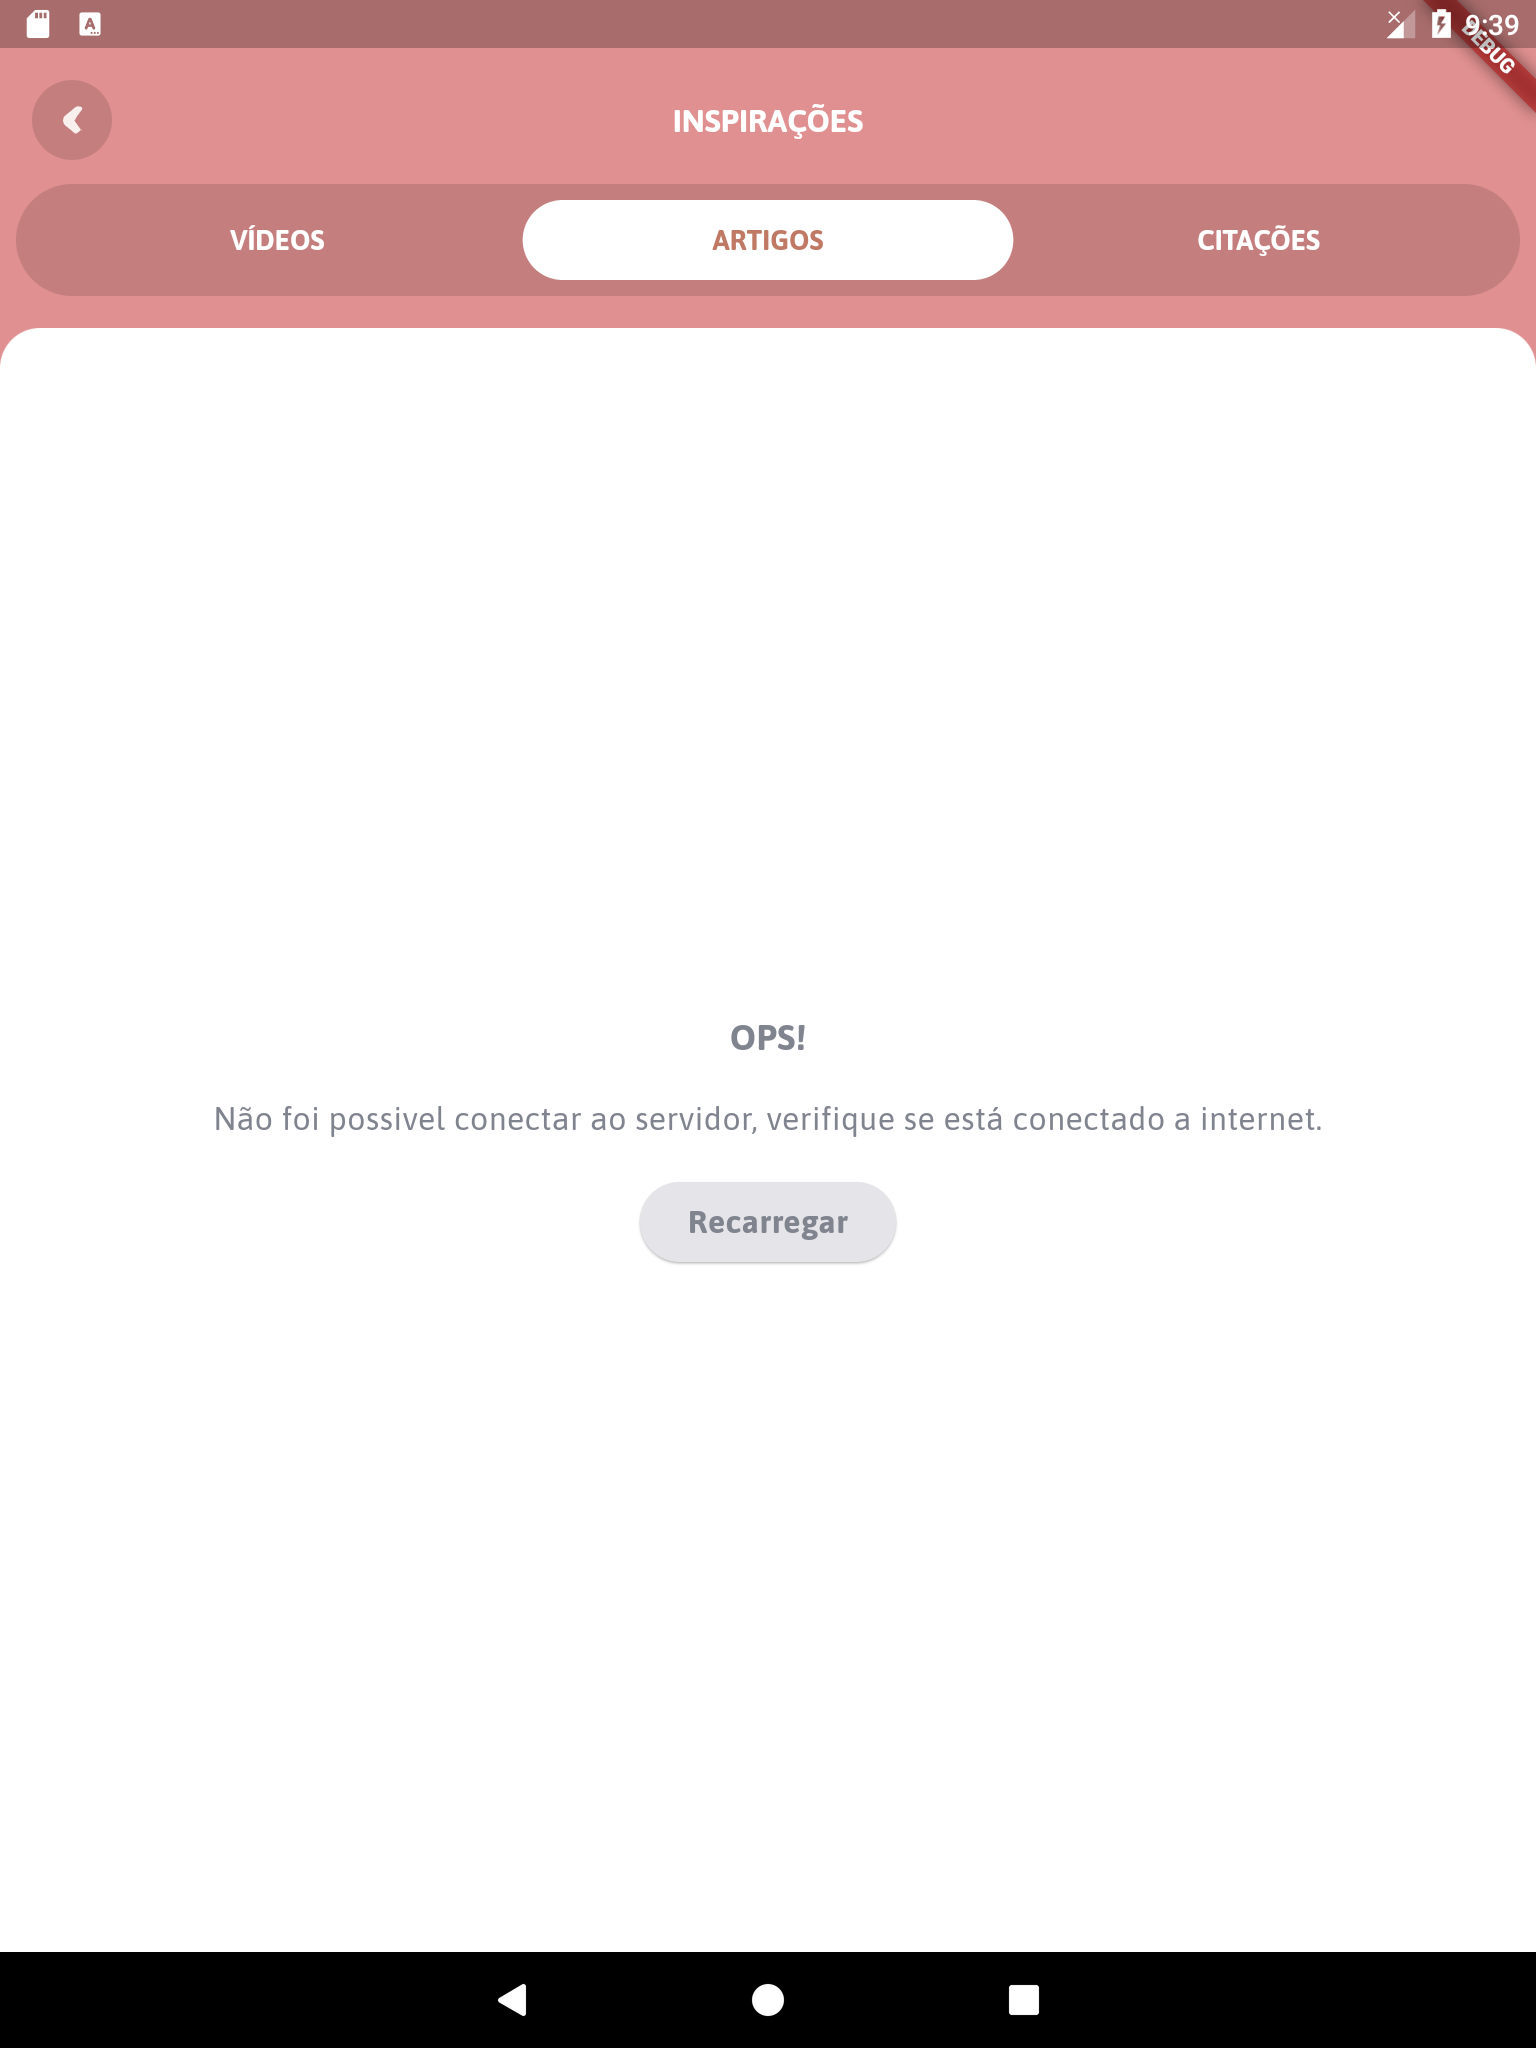 9:39
DEBUG
INSPIRAÇÕES
VÍDEOS
ARTIGOS
CITAÇÕES
OPS!
Não foi possivel conectar ao servidor, verifique se está conectado a internet.
Recarregar